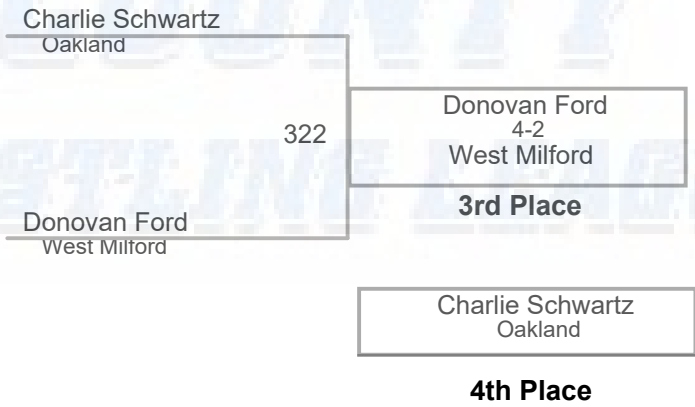 Charlie Schwartz
Oakland
322
Donovan Ford
4-2
West Milford
3rd Place
Donovan Ford
West Milford
Charlie Schwartz
Oakland
4th Place